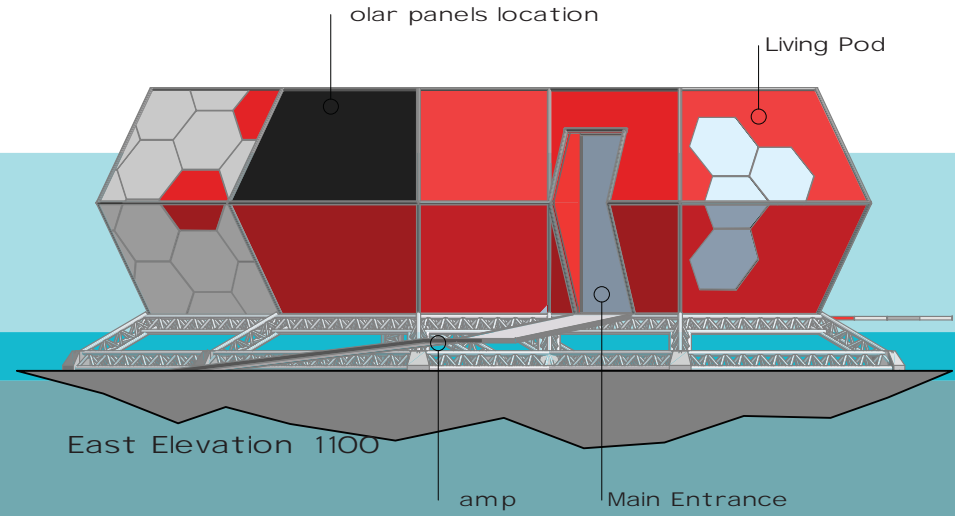 olar panels location
Living Pod
East Elevation 1100
amp
Main Entrance